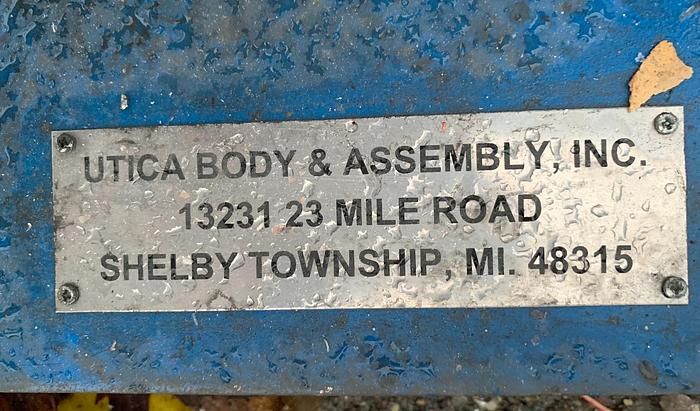 UTICA BODY & ASSEMBLY, INC.
13231 23 MILE ROAD
SHELBY TOWNSHIP, MI. 48315